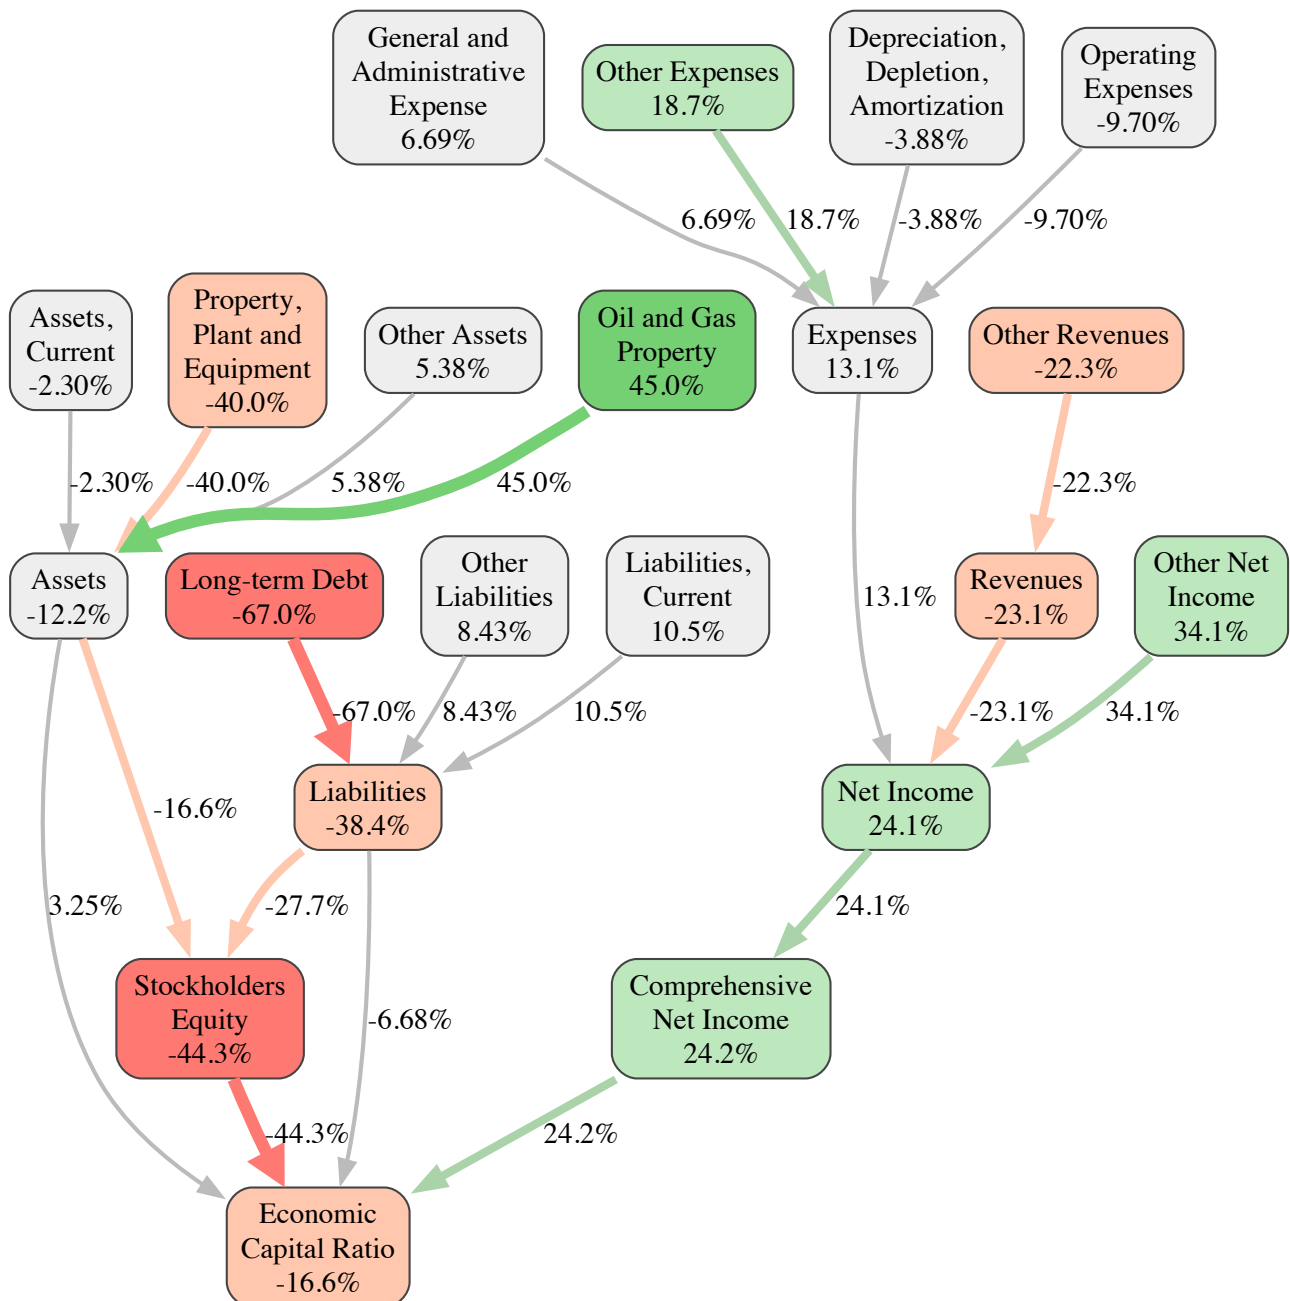 General and
Administrative
Expense
6.69%
Other Expenses
18.7%
Depreciation,
Depletion,
Amortization
-3.88%
Operating
Expenses
-9.70%
6.69%
18.7%
-3.88%
-9.70%
Assets,
Current
-2.30%
Property,
Plant and
Equipment
-40.0%
Other Assets
5.38%
Oil and Gas
Property
45.0%
Expenses
13.1%
Other Revenues
-22.3%
-2.30%
-40.0%
5.38%
45.0%
-22.3%
Assets
-12.2%
Long-term Debt
-67.0%
Other
Liabilities
8.43%
Liabilities,
Current
10.5%
13.1%
Revenues
-23.1%
Other Net
Income
34.1%
-67.0%
8.43%
10.5%
-23.1%
34.1%
-16.6%
Liabilities
-38.4%
Net Income
24.1%
3.25%
-27.7%
24.1%
Stockholders
Equity
-44.3%
-6.68%
Comprehensive
Net Income
24.2%
-44.3%
24.2%
Economic
Capital Ratio
-16.6%